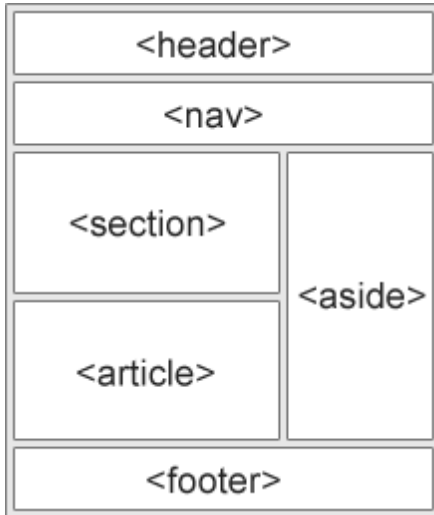 <header>
<nav>
<section>
<aside>
<article>
<footer>